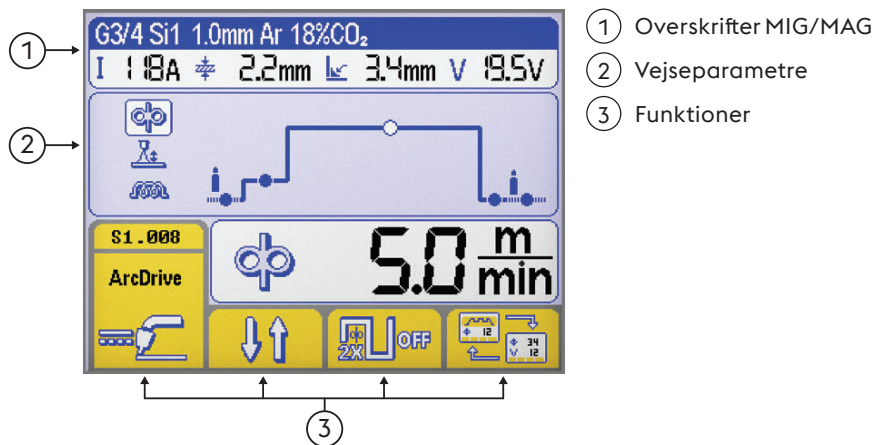 G3/4 Si1 1.0mm Ar 18%CO₂
I 118A 2.2mm 3.4mm V 19.5V
S1.008
ArcDrive
5.0 m/min
2X OFF
12
34
V 12
1 Overskrifter MIG/MAG
2 Vejseparametre
3 Funktioner
1
2
3